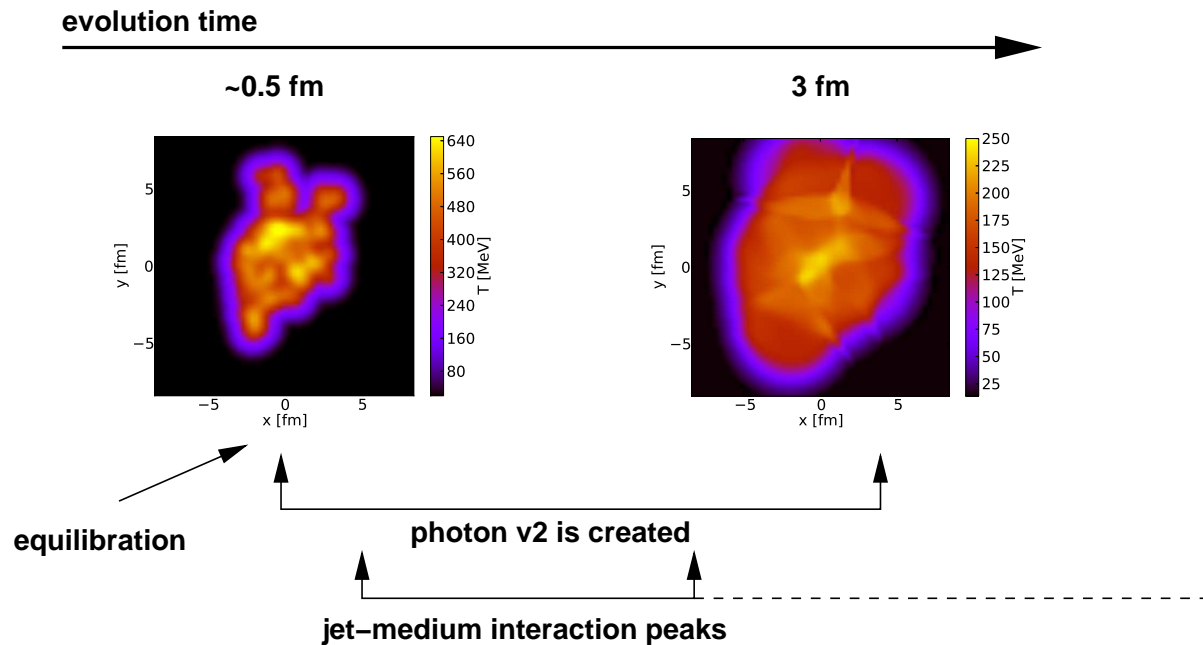 evolution time
~0.5 fm
3 fm
640
560
480
400
320
240
160
80
T [MeV]
5
0
−5
y [fm]
−5 0 5
x [fm]
250
225
200
175
150
125
100
75
50
25
T [MeV]
5
0
−5
y [fm]
−5 0 5
x [fm]
equilibration
photon v2 is created
jet−medium interaction peaks